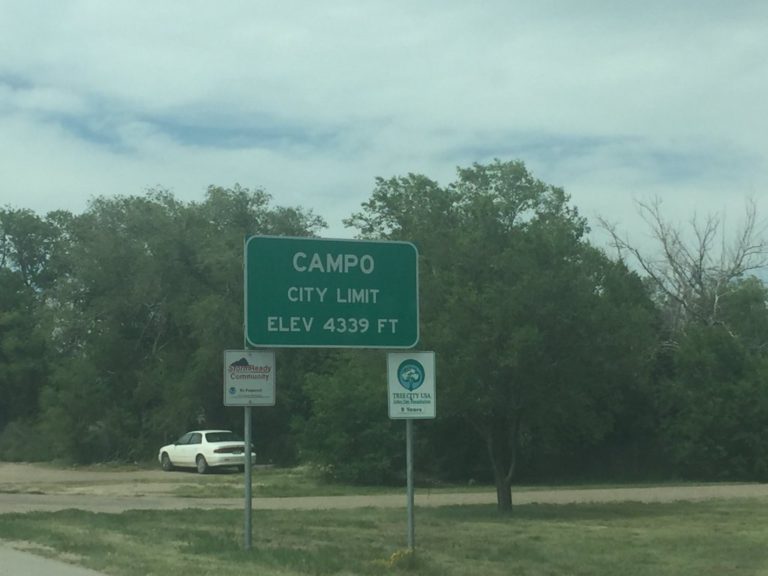 CAMPO
CITY LIMIT
ELEV 4339 FT
StormReady
Community
TREE CITY USA